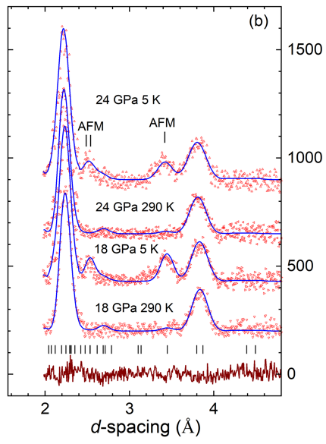 (b)
1500
AFM
24 GPa 5 K
AFM
1000
24 GPa 290 K
18 GPa 5 K
500
18 GPa 290 K
0
2 3 4
d-spacing (Å)